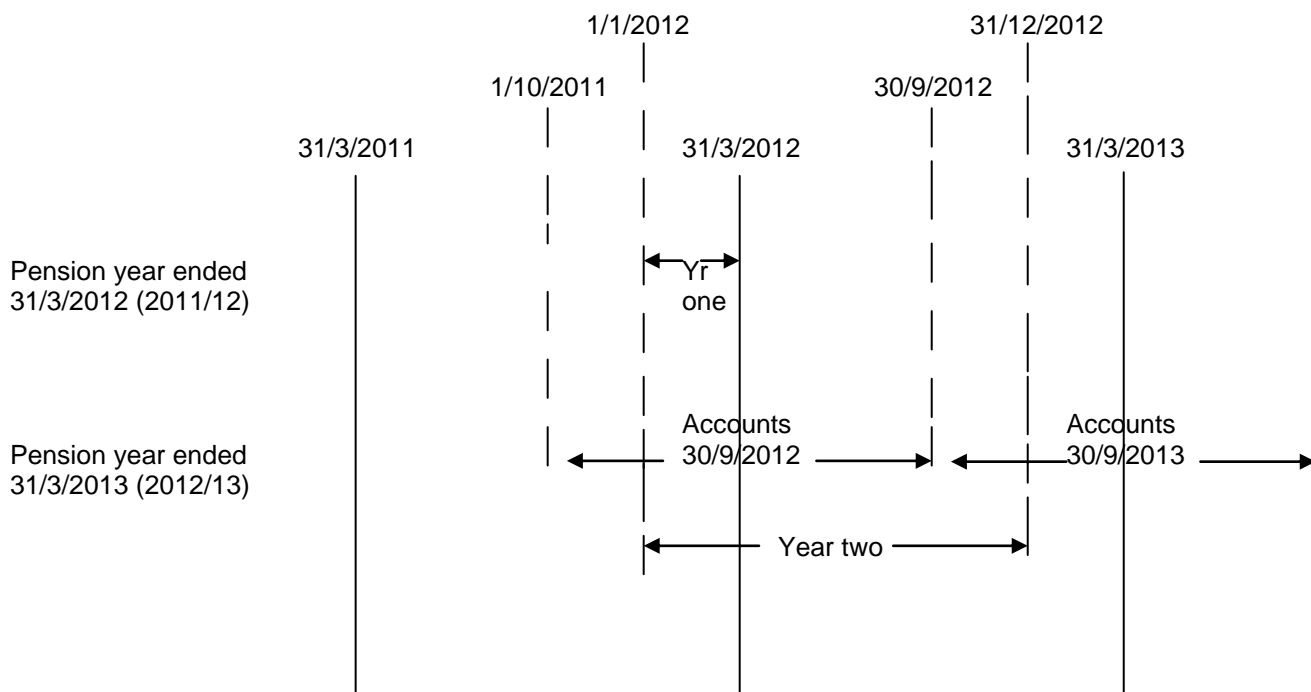 1/1/2012
31/12/2012
1/10/2011
30/9/2012
31/3/2011
31/3/2012
31/3/2013
Pension year ended
31/3/2012 (2011/12)
Yr
one
Pension year ended
31/3/2013 (2012/13)
Accounts
30/9/2012
Accounts
30/9/2013
Year two